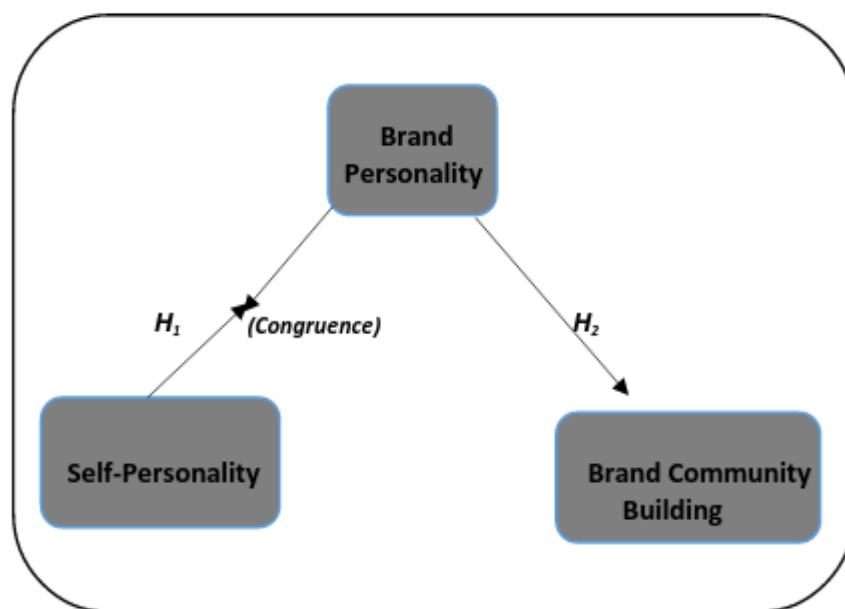 Brand
Personality
H₁
(Congruence)
H₂
Self-Personality
Brand Community
Building